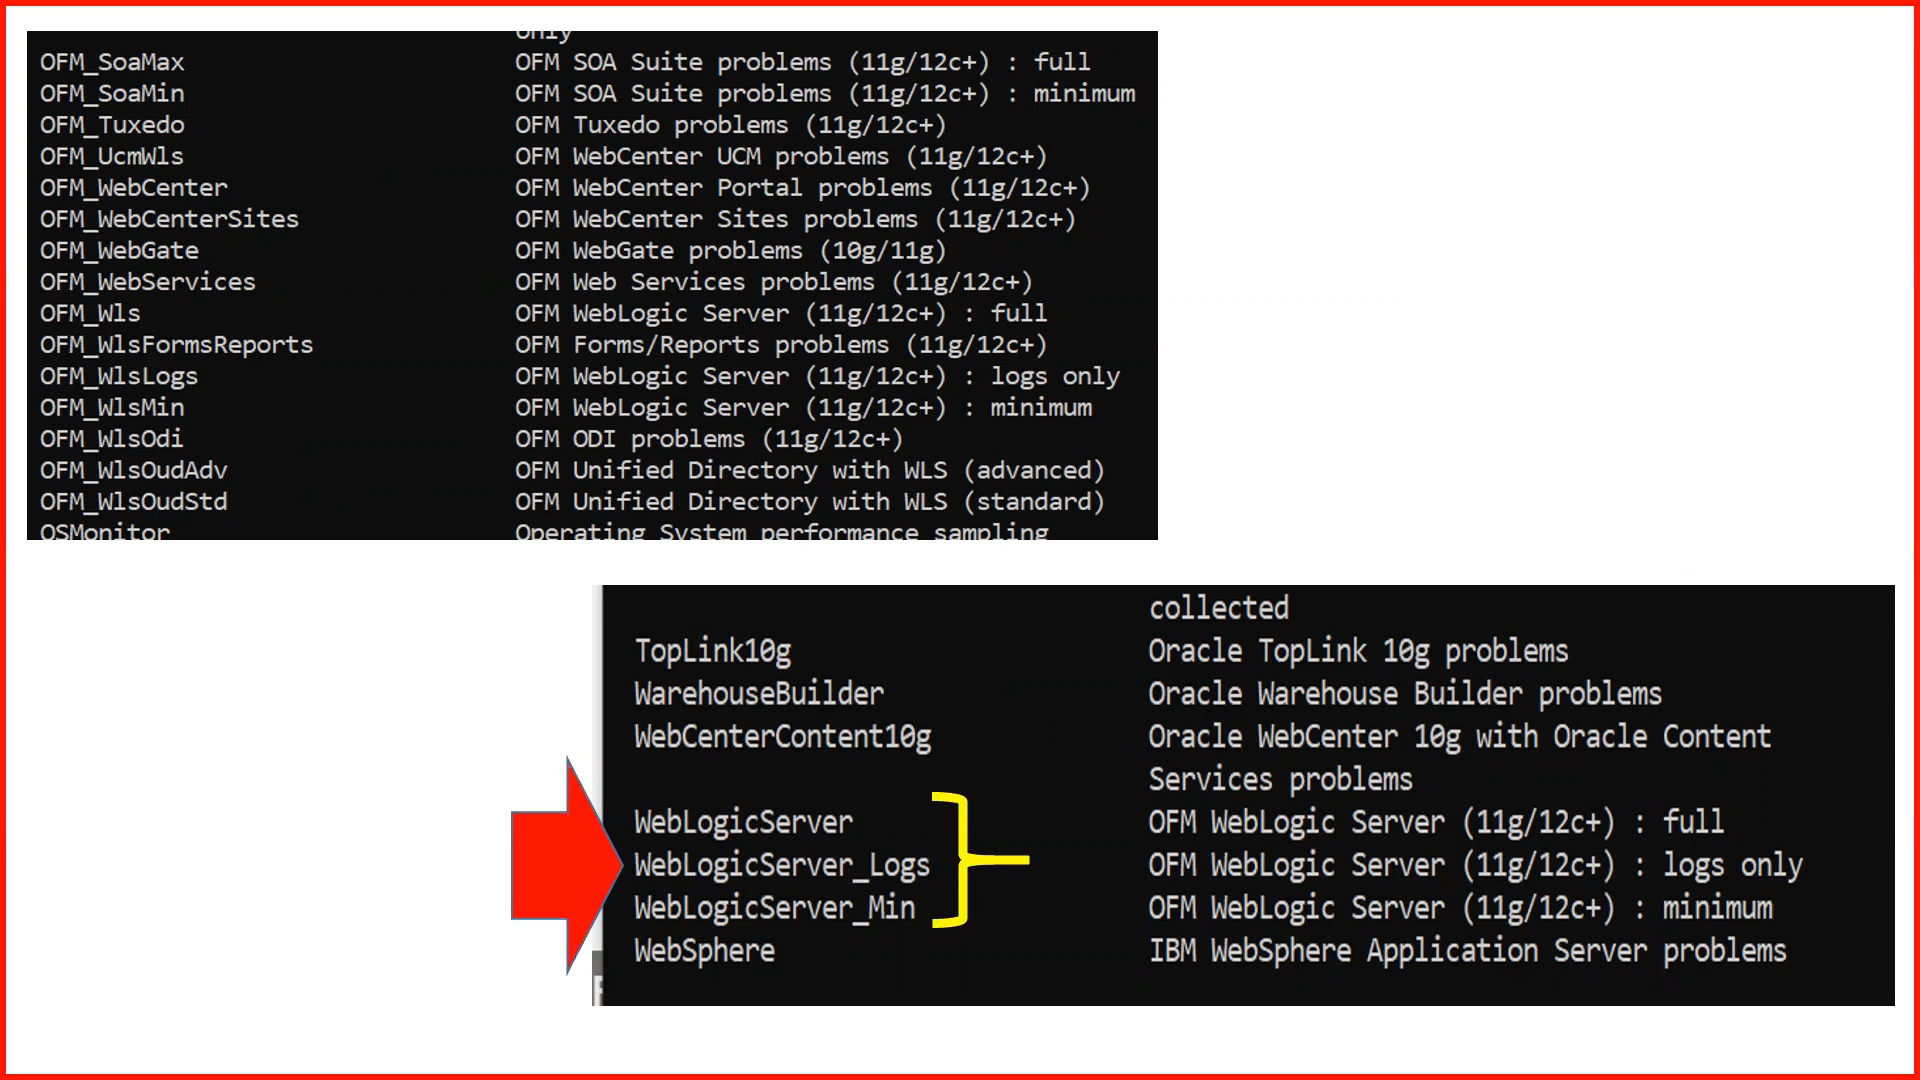 only
OFM_SoaMax OFM SOA Suite problems (11g/12c+) : full
OFM_SoaMin OFM SOA Suite problems (11g/12c+) : minimum
OFM_Tuxedo OFM Tuxedo problems (11g/12c+)
OFM_UcmWls OFM WebCenter UCM problems (11g/12c+)
OFM_WebCenter OFM WebCenter Portal problems (11g/12c+)
OFM_WebCenterSites OFM WebCenter Sites problems (11g/12c+)
OFM_WebGate OFM WebGate problems (10g/11g)
OFM_WebServices OFM Web Services problems (11g/12c+)
OFM_Wls OFM WebLogic Server (11g/12c+) : full
OFM_WlsFormsReports OFM Forms/Reports problems (11g/12c+)
OFM_WlsLogs OFM WebLogic Server (11g/12c+) : logs only
OFM_WlsMin OFM WebLogic Server (11g/12c+) : minimum
OFM_WlsOdi OFM ODI problems (11g/12c+)
OFM_WlsOudAdv OFM Unified Directory with WLS (advanced)
OFM_WlsOudStd OFM Unified Directory with WLS (standard)
OSMonitor Operating System performance sampling
collected
TopLink10g Oracle TopLink 10g problems
WarehouseBuilder Oracle Warehouse Builder problems
WebCenterContent10g Oracle WebCenter 10g with Oracle Content
Services problems
WebLogicServer OFM WebLogic Server (11g/12c+) : full
WebLogicServer_Logs OFM WebLogic Server (11g/12c+) : logs only
WebLogicServer_Min OFM WebLogic Server (11g/12c+) : minimum
WebSphere IBM WebSphere Application Server problems